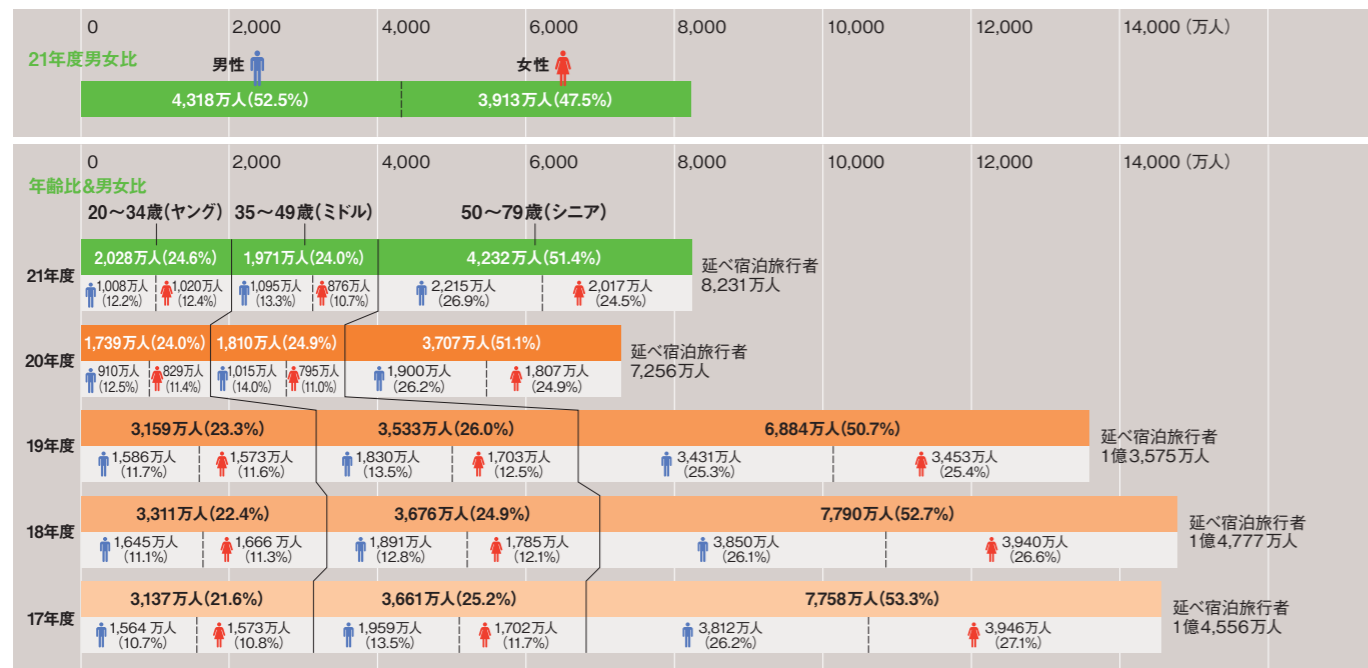 0 2,000 4,000 6,000 8,000 10,000 12,000 14,000 (万人)
21年度男女比
男性 女性
4,318万人(52.5%) 3,913万人(47.5%)
0 2,000 4,000 6,000 8,000 10,000 12,000 14,000 (万人)
年齢比&男女比
20〜34歳(ヤング) 35〜49歳(ミドル) 50〜79歳(シニア)
21年度
2,028万人(24.6%) 1,971万人(24.0%) 4,232万人(51.4%)
1,008万人 1,020万人 1,095万人 876万人 2,215万人 2,017万人
(12.2%) (12.4%) (13.3%) (10.7%) (26.9%) (24.5%)
延べ宿泊旅行者
8,231万人
20年度
1,739万人(24.0%) 1,810万人(24.9%) 3,707万人(51.1%)
910万人 829万人 1,015万人 795万人 1,900万人 1,807万人
(12.5%) (11.4%) (14.0%) (11.0%) (26.2%) (24.9%)
延べ宿泊旅行者
7,256万人
19年度
3,159万人(23.3%) 3,533万人(26.0%) 6,884万人(50.7%)
1,586万人 1,573万人 1,830万人 1,703万人 3,431万人 3,453万人
(11.7%) (11.6%) (13.5%) (12.5%) (25.3%) (25.4%)
延べ宿泊旅行者
1億3,575万人
18年度
3,311万人(22.4%) 3,676万人(24.9%) 7,790万人(52.7%)
1,645万人 1,666万人 1,891万人 1,785万人 3,850万人 3,940万人
(11.1%) (11.3%) (12.8%) (12.1%) (26.1%) (26.6%)
延べ宿泊旅行者
1億4,777万人
17年度
3,137万人(21.6%) 3,661万人(25.2%) 7,758万人(53.3%)
1,564万人 1,573万人 1,959万人 1,702万人 3,812万人 3,946万人
(10.7%) (10.8%) (13.5%) (11.7%) (26.2%) (27.1%)
延べ宿泊旅行者
1億4,556万人